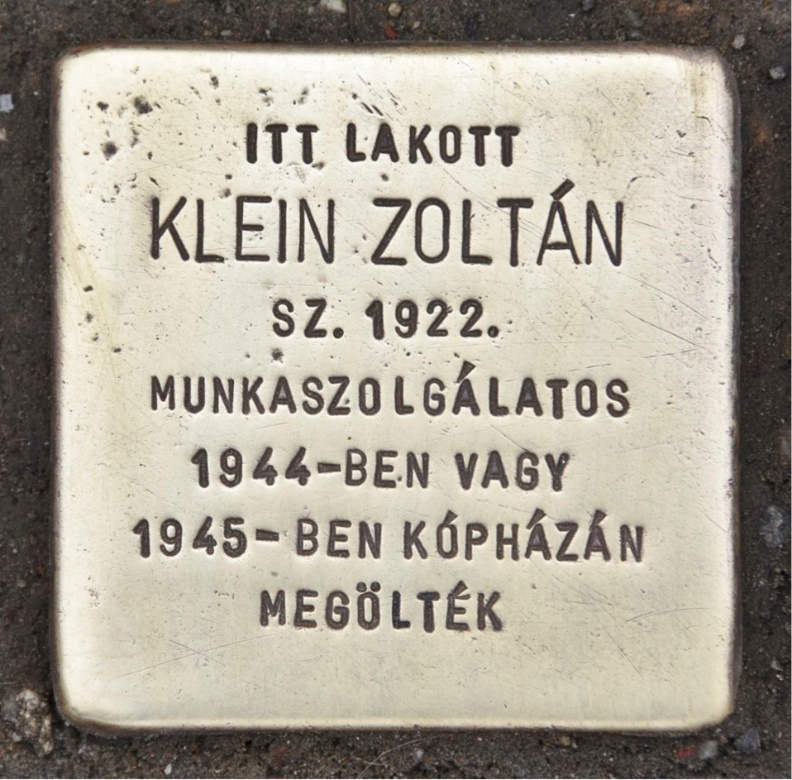 ITT LAKOTT
KLEIN ZOLTÁN
SZ. 1922.
MUNKASZOLGÁLATOS
1944-BEN VAGY
1945- BEN KÓPHÁZÁN
MEGÖLTÉK